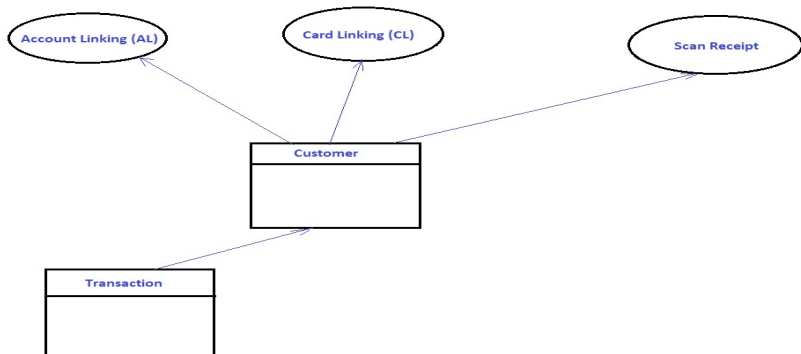 Account Linking (AL)
Card Linking (CL)
Scan Receipt
Customer
Transaction